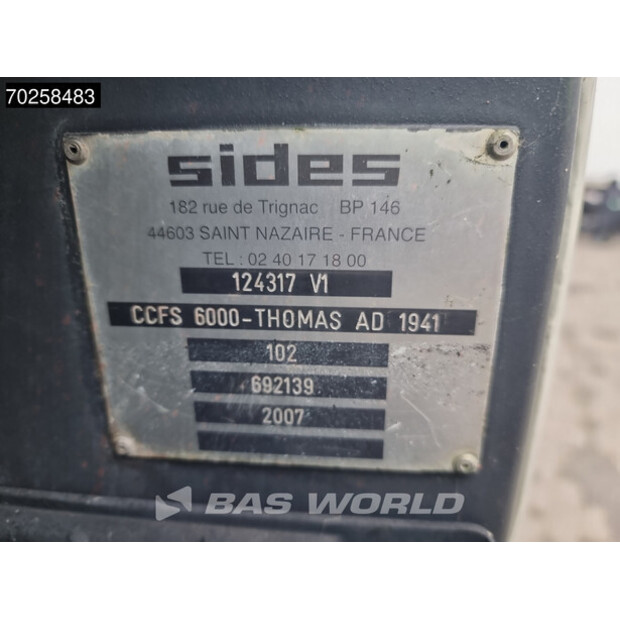 70258483
sides
182 rue de Trignac BP 146
44603 SAINT NAZAIRE - FRANCE
TEL : 02 40 17 18 00
124317 V1
CCFS 6000-THOMAS AD 1941
102
692139
2007
BAS WORLD